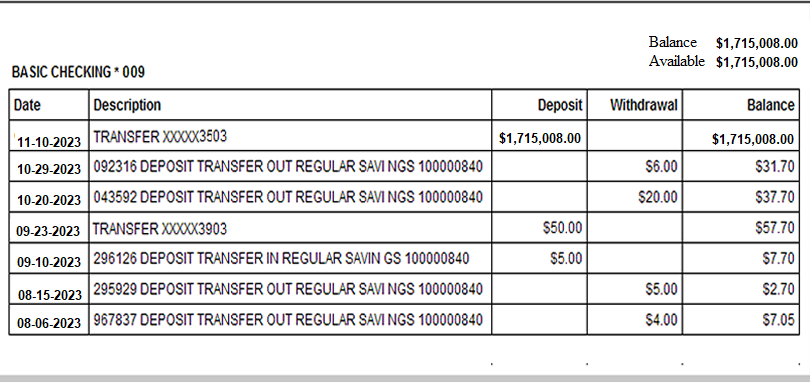 Balance $1,715,008.00
Available $1,715,008.00
BASIC CHECKING * 009
Date Description Deposit Withdrawal Balance
11-10-2023 TRANSFER XXXXX3503 $1,715,008.00 $1,715,008.00
10-29-2023 092316 DEPOSIT TRANSFER OUT REGULAR SAVI NGS 100000840 $6.00 $31.70
10-20-2023 043592 DEPOSIT TRANSFER OUT REGULAR SAVI NGS 100000840 $20.00 $37.70
09-23-2023 TRANSFER XXXXX3903 $50.00 $57.70
09-10-2023 296126 DEPOSIT TRANSFER IN REGULAR SAVIN GS 100000840 $5.00 $7.70
08-15-2023 295929 DEPOSIT TRANSFER OUT REGULAR SAVI NGS 100000840 $5.00 $2.70
08-06-2023 967837 DEPOSIT TRANSFER OUT REGULAR SAVI NGS 100000840 $4.00 $7.05